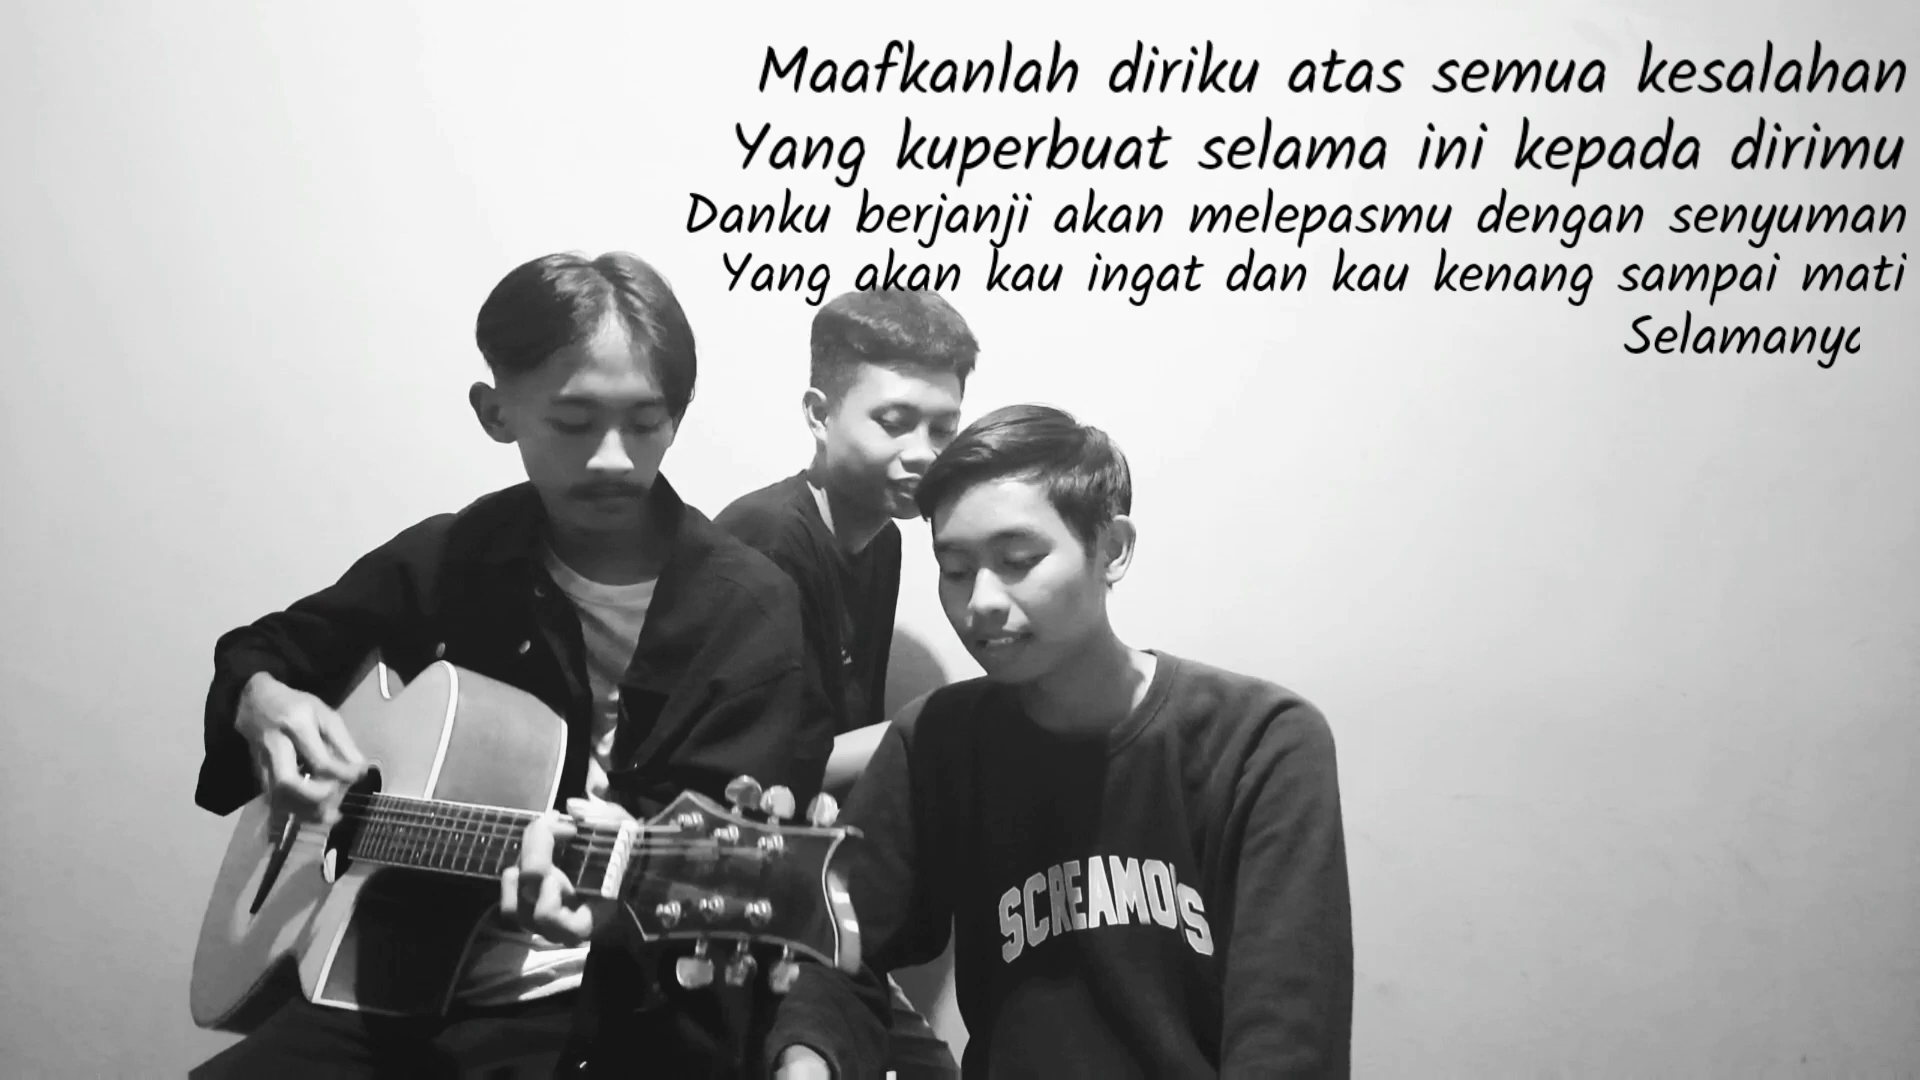 Maafkanlah diriku atas semua kesalahan
Yang kuperbuat selama ini kepada dirimu
Danku berjanji akan melepasmu dengan senyuman
Yang akan kau ingat dan kau kenang sampai mati
Selamanya
SCREAMOUS